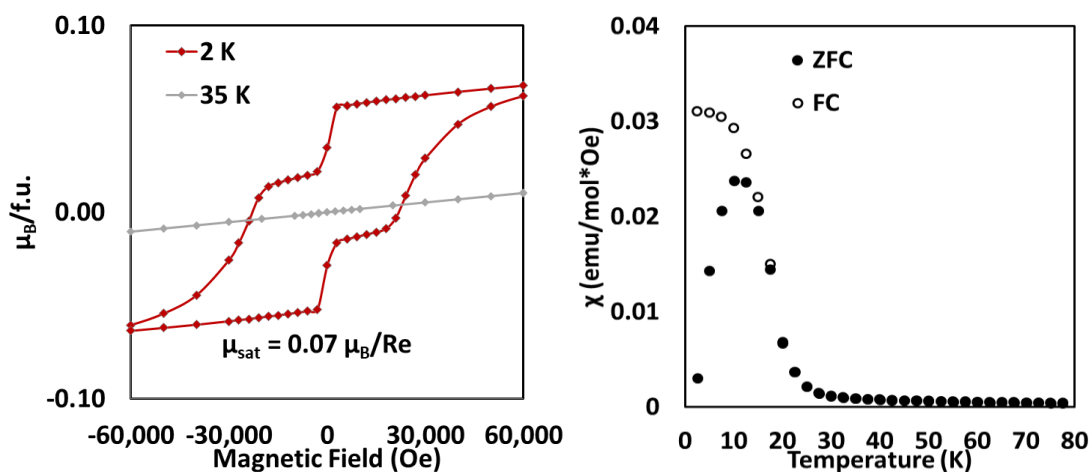 0.10
0.00
-0.10
μB/f.u.
2 K
35 K
μsat = 0.07 μB/Re
-60,000 -30,000 0 30,000 60,000
Magnetic Field (Oe)
0.04
0.03
0.02
0.01
0
χ (emu/mol*Oe)
ZFC
FC
0 10 20 30 40 50 60 70 80
Temperature (K)